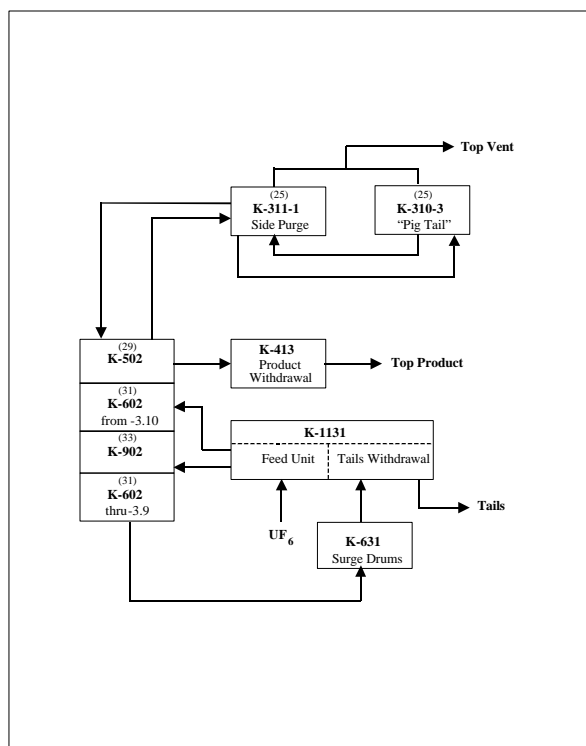 Top Vent
(25)
K-311-1
Side Purge
(25)
K-310-3
“Pig Tail”
(29)
K-502
K-413
Product
Withdrawal
Top Product
(31)
K-602
from -3.10
(33)
K-902
(31)
K-602
thru-3.9
K-1131
Feed Unit
Tails Withdrawal
UF6
Tails
K-631
Surge Drums